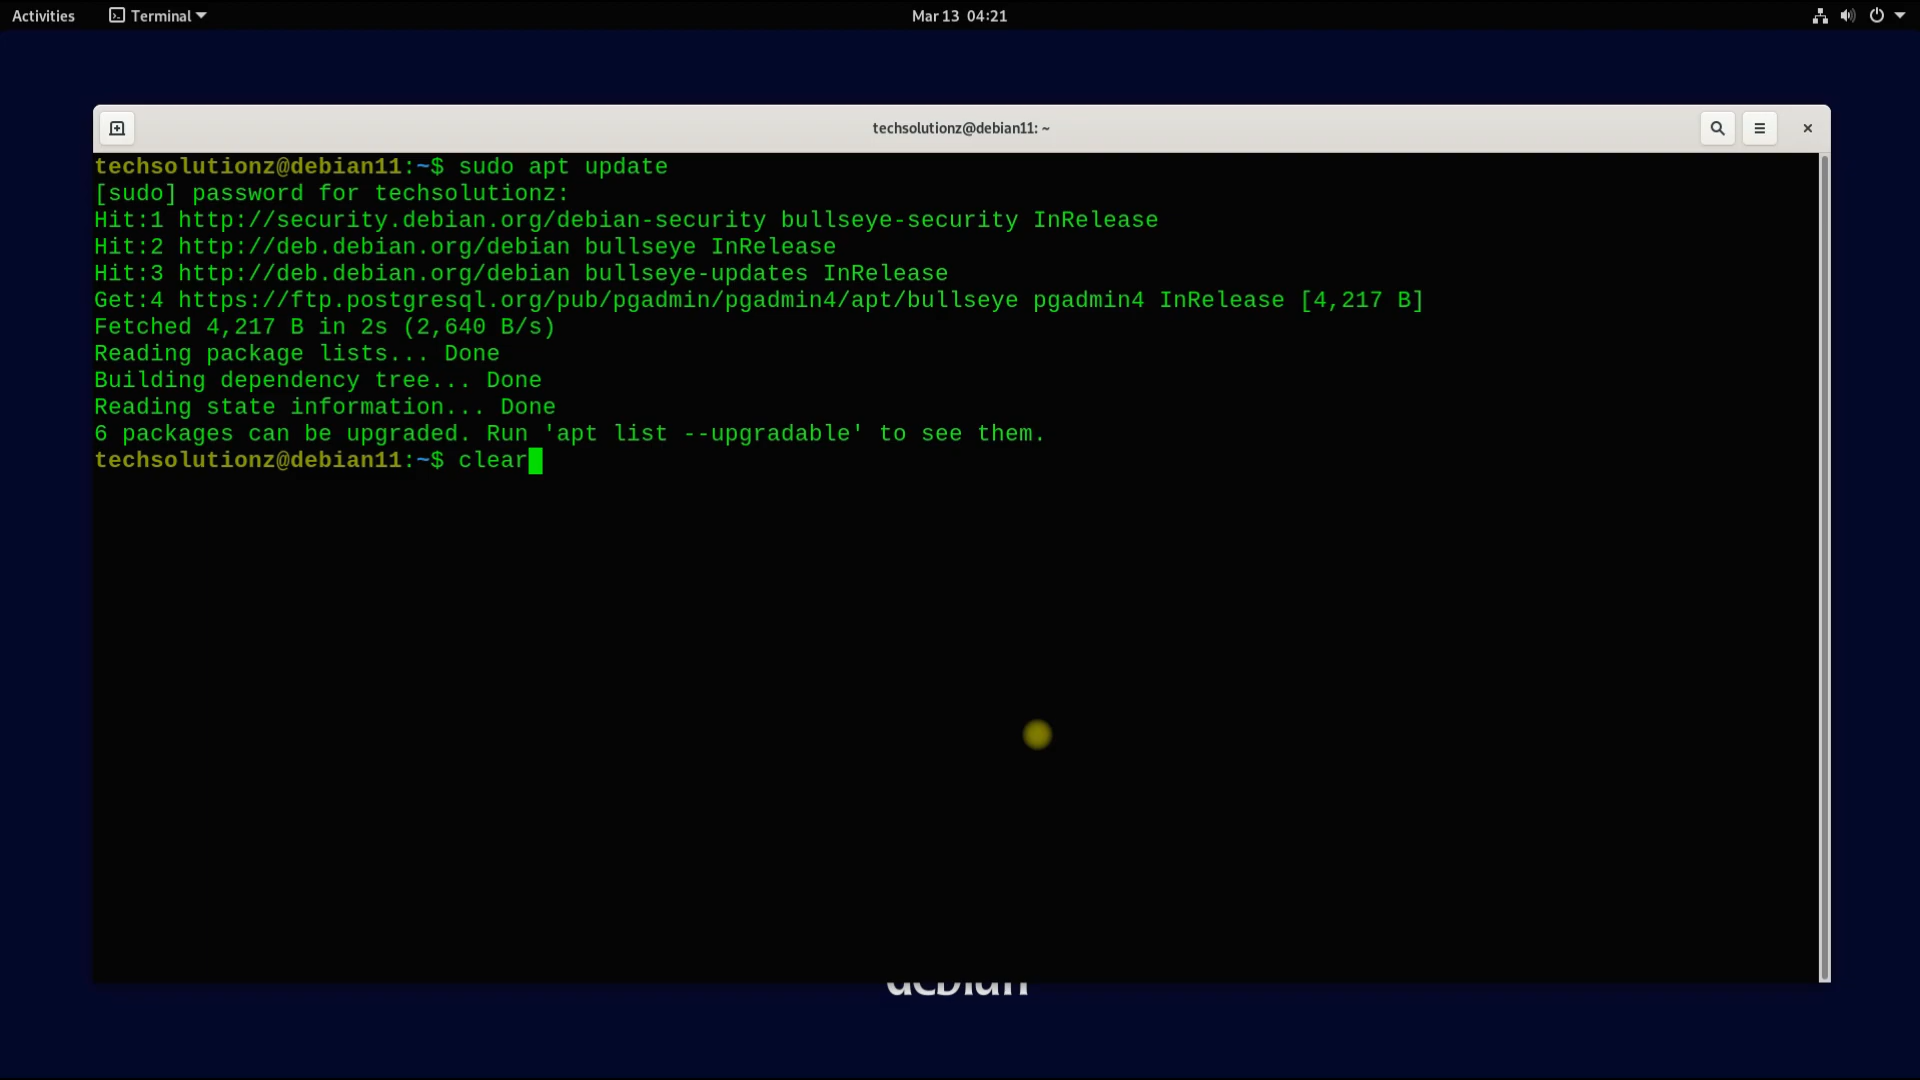 Activities Terminal Mar 13 04:21
techsolutionz@debian11: ~
techsolutionz@debian11:~$ sudo apt update
[sudo] password for techsolutionz:
Hit:1 http://security.debian.org/debian-security bullseye-security InRelease
Hit:2 http://deb.debian.org/debian bullseye InRelease
Hit:3 http://deb.debian.org/debian bullseye-updates InRelease
Get:4 https://ftp.postgresql.org/pub/pgadmin/pgadmin4/apt/bullseye pgadmin4 InRelease [4,217 B]
Fetched 4,217 B in 2s (2,640 B/s)
Reading package lists... Done
Building dependency tree... Done
Reading state information... Done
6 packages can be upgraded. Run 'apt list --upgradable' to see them.
techsolutionz@debian11:~$ clear
debian